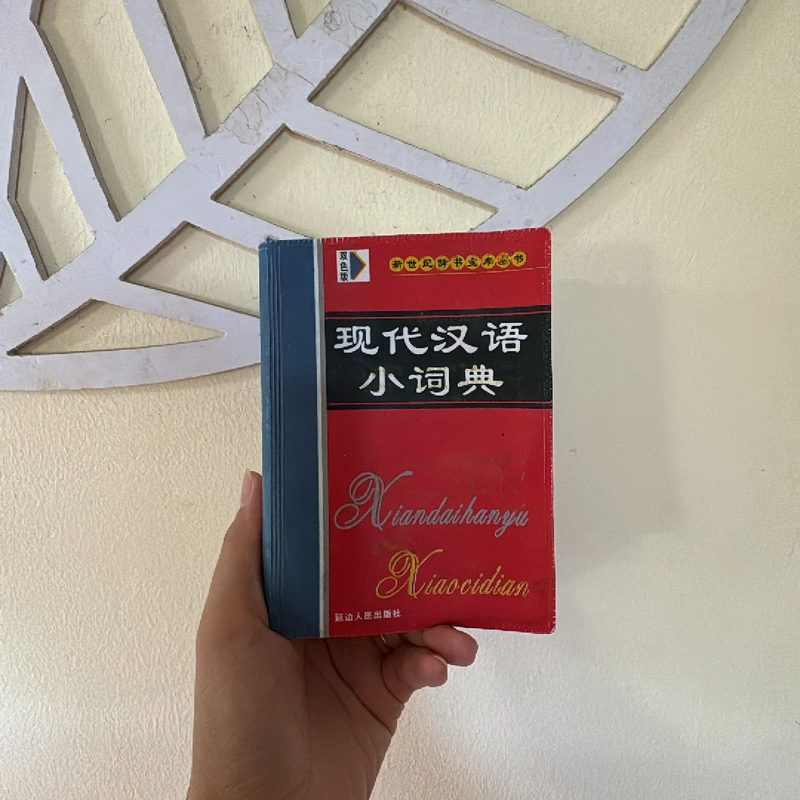 双色版
新世纪辞书宝库丛书
现代汉语
小词典
Xiandaihanyu
Xiaocidian
延边人民出版社